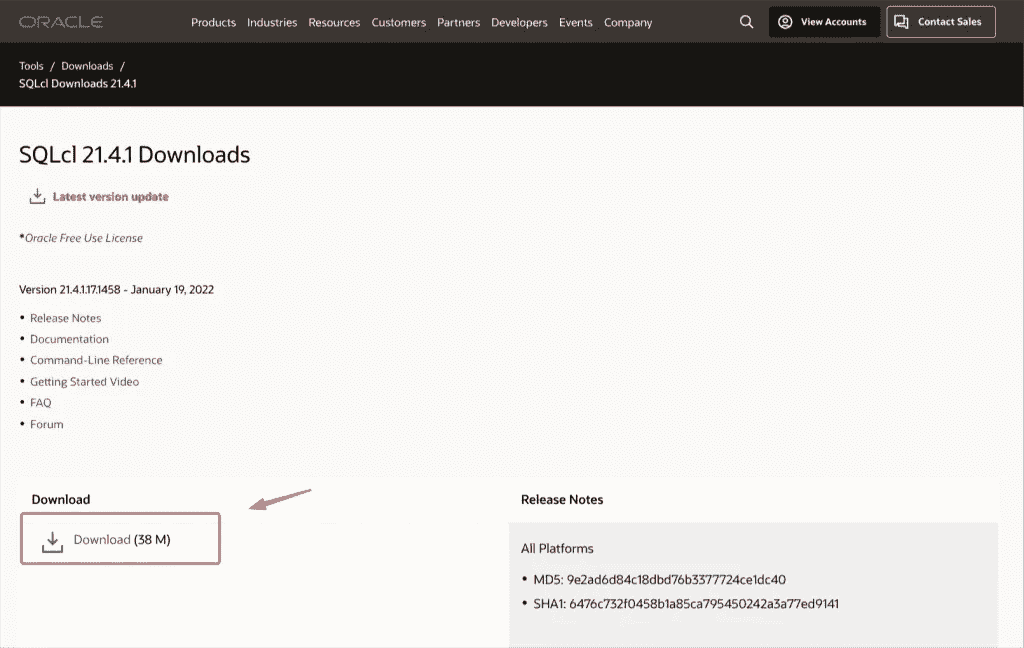 ORACLE Products Industries Resources Customers Partners Developers Events Company View Accounts Contact Sales
Tools / Downloads /
SQLcl Downloads 21.4.1
SQLcl 21.4.1 Downloads
Latest version update
*Oracle Free Use License
Version 21.4.1.17.1458 - January 19, 2022
• Release Notes
• Documentation
• Command-Line Reference
• Getting Started Video
• FAQ
• Forum
Download
Download (38 M)
Release Notes
All Platforms
• MD5: 9e2ad6d84c18dbd76b3377724ce1dc40
• SHA1: 6476c732f0458b1a85ca795450242a3a77ed9141